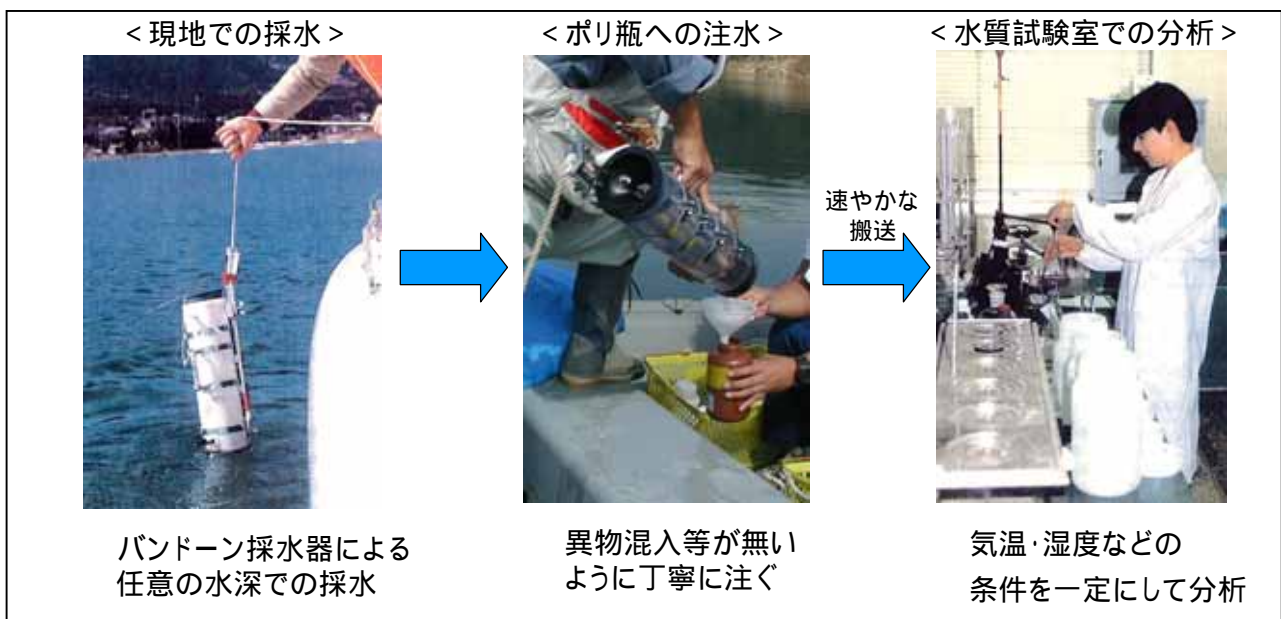 <現地での採水>
<ポリ瓶への注水>
<水質試験室での分析>
速やかな
搬送
バンドーン採水器による
任意の水深での採水
異物混入等が無い
ように丁寧に注ぐ
気温・湿度などの
条件を一定にして分析